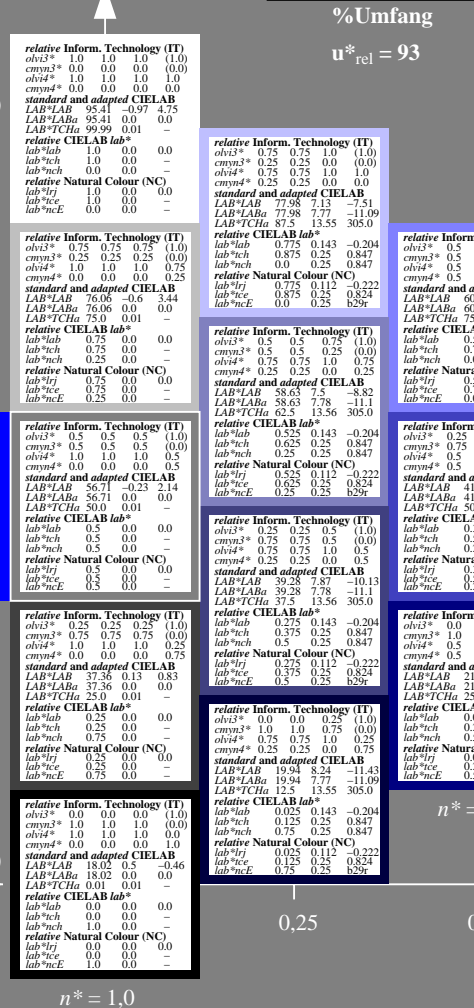 %Umfang
u*rel = 93
relative Inform. Technology (IT)
olvi3* 1.0 1.0 1.0 (1.0)
cmyn3* 0.0 0.0 0.0 (0.0)
olvi4* 1.0 1.0 1.0 1.0
cmyn4* 0.0 0.0 0.0 0.0
standard and adapted CIELAB
LAB*LAB 95.41 −0.97 4.75
LAB*LABa 95.41 0.0 0.0
LAB*TCHa 99.99 0.01 –
relative CIELAB lab*
lab*lab 1.0 0.0 0.0
lab*tch 1.0 0.0 –
lab*nch 0.0 0.0 –
relative Natural Colour (NC)
lab*lrj 1.0 0.0 0.0
lab*tce 1.0 0.0 –
lab*ncE 0.0 0.0 –
relative Inform. Technology (IT)
olvi3* 0.75 0.75 0.75 (1.0)
cmyn3* 0.25 0.25 0.25 (0.0)
olvi4* 1.0 1.0 1.0 0.75
cmyn4* 0.0 0.0 0.0 0.25
standard and adapted CIELAB
LAB*LAB 76.06 −0.6 3.44
LAB*LABa 76.06 0.0 0.0
LAB*TCHa 75.0 0.01 –
relative CIELAB lab*
lab*lab 0.75 0.0 0.0
lab*tch 0.75 0.0 –
lab*nch 0.25 0.0 –
relative Natural Colour (NC)
lab*lrj 0.75 0.0 0.0
lab*tce 0.75 0.0 –
lab*ncE 0.25 0.0 –
relative Inform. Technology (IT)
olvi3* 0.5 0.5 0.5 (1.0)
cmyn3* 0.5 0.5 0.5 (0.0)
olvi4* 1.0 1.0 1.0 0.5
cmyn4* 0.0 0.0 0.0 0.5
standard and adapted CIELAB
LAB*LAB 56.71 −0.23 2.14
LAB*LABa 56.71 0.0 0.0
LAB*TCHa 50.0 0.01 –
relative CIELAB lab*
lab*lab 0.5 0.0 0.0
lab*tch 0.5 0.0 –
lab*nch 0.5 0.0 –
relative Natural Colour (NC)
lab*lrj 0.5 0.0 0.0
lab*tce 0.5 0.0 –
lab*ncE 0.5 0.0 –
relative Inform. Technology (IT)
olvi3* 0.25 0.25 0.25 (1.0)
cmyn3* 0.75 0.75 0.75 (0.0)
olvi4* 1.0 1.0 1.0 0.25
cmyn4* 0.0 0.0 0.0 0.75
standard and adapted CIELAB
LAB*LAB 37.36 0.13 0.83
LAB*LABa 37.36 0.0 0.0
LAB*TCHa 25.0 0.01 –
relative CIELAB lab*
lab*lab 0.25 0.0 0.0
lab*tch 0.25 0.0 –
lab*nch 0.75 0.0 –
relative Natural Colour (NC)
lab*lrj 0.25 0.0 0.0
lab*tce 0.25 0.0 –
lab*ncE 0.75 0.0 –
relative Inform. Technology (IT)
olvi3* 0.0 0.0 0.0 (1.0)
cmyn3* 1.0 1.0 1.0 (0.0)
olvi4* 1.0 1.0 1.0 0.0
cmyn4* 0.0 0.0 0.0 1.0
standard and adapted CIELAB
LAB*LAB 18.02 0.5 −0.46
LAB*LABa 18.02 0.0 0.0
LAB*TCHa 0.01 0.01 –
relative CIELAB lab*
lab*lab 0.0 0.0 0.0
lab*tch 0.0 0.0 –
lab*nch 1.0 0.0 –
relative Natural Colour (NC)
lab*lrj 0.0 0.0 0.0
lab*tce 0.0 0.0 –
lab*ncE 1.0 0.0 –
n* = 1,0
relative Inform. Technology (IT)
olvi3* 0.75 0.75 1.0 (1.0)
cmyn3* 0.25 0.25 0.0 (0.0)
olvi4* 0.75 0.75 1.0 1.0
cmyn4* 0.25 0.25 0.0 0.0
standard and adapted CIELAB
LAB*LAB 77.98 7.13 −7.51
LAB*LABa 77.98 7.77 −11.09
LAB*TCHa 87.5 13.55 305.0
relative CIELAB lab*
lab*lab 0.775 0.143 −0.204
lab*tch 0.875 0.25 0.847
lab*nch 0.0 0.25 0.847
relative Natural Colour (NC)
lab*lrj 0.775 0.112 −0.222
lab*tce 0.875 0.25 0.824
lab*ncE 0.0 0.25 b29r
relative Inform. Technology (IT)
olvi3* 0.5 0.5 0.75 (1.0)
cmyn3* 0.5 0.5 0.25 (0.0)
olvi4* 0.75 0.75 1.0 0.75
cmyn4* 0.25 0.25 0.0 0.25
standard and adapted CIELAB
LAB*LAB 58.63 7.5 −8.82
LAB*LABa 58.63 7.78 −11.1
LAB*TCHa 62.5 13.56 305.0
relative CIELAB lab*
lab*lab 0.525 0.143 −0.204
lab*tch 0.625 0.25 0.847
lab*nch 0.25 0.25 0.847
relative Natural Colour (NC)
lab*lrj 0.525 0.112 −0.222
lab*tce 0.625 0.25 0.824
lab*ncE 0.25 0.25 b29r
relative Inform. Technology (IT)
olvi3* 0.25 0.25 0.5 (1.0)
cmyn3* 0.75 0.75 0.5 (0.0)
olvi4* 0.75 0.75 1.0 0.5
cmyn4* 0.25 0.25 0.0 0.5
standard and adapted CIELAB
LAB*LAB 39.28 7.87 −10.13
LAB*LABa 39.28 7.78 −11.1
LAB*TCHa 37.5 13.56 305.0
relative CIELAB lab*
lab*lab 0.275 0.143 −0.204
lab*tch 0.375 0.25 0.847
lab*nch 0.5 0.25 0.847
relative Natural Colour (NC)
lab*lrj 0.275 0.112 −0.222
lab*tce 0.375 0.25 0.824
lab*ncE 0.5 0.25 b29r
relative Inform. Technology (IT)
olvi3* 0.0 0.0 0.25 (1.0)
cmyn3* 1.0 1.0 0.75 (0.0)
olvi4* 0.75 0.75 1.0 0.25
cmyn4* 0.25 0.25 0.0 0.75
standard and adapted CIELAB
LAB*LAB 19.94 8.24 −11.43
LAB*LABa 19.94 7.77 −11.09
LAB*TCHa 12.5 13.55 305.0
relative CIELAB lab*
lab*lab 0.025 0.143 −0.204
lab*tch 0.125 0.25 0.847
lab*nch 0.75 0.25 0.847
relative Natural Colour (NC)
lab*lrj 0.025 0.112 −0.222
lab*tce 0.125 0.25 0.824
lab*ncE 0.75 0.25 b29r
0,25
n* =